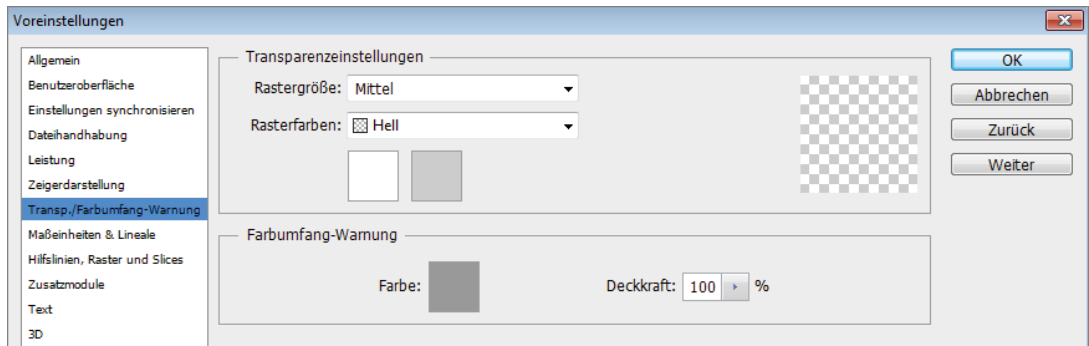 Voreinstellungen
Allgemein
Benutzeroberfläche
Einstellungen synchronisieren
Dateihandhabung
Leistung
Zeigerdarstellung
Transp./Farbumfang-Warnung
Maßeinheiten & Lineale
Hilfslinien, Raster und Slices
Zusatzmodule
Text
3D
Transparenzeinstellungen
Rastergröße: Mittel
Rasterfarben: Hell
Farbumfang-Warnung
Farbe: Deckkraft: 100 %
OK
Abbrechen
Zurück
Weiter